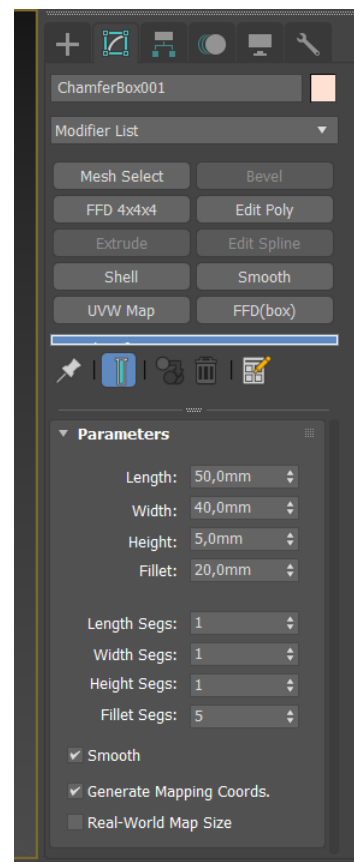 ChamferBox001
Modifier List
Mesh Select Bevel
FFD 4x4x4 Edit Poly
Extrude Edit Spline
Shell Smooth
UVW Map FFD(box)
Parameters
Length: 50,0mm
Width: 40,0mm
Height: 5,0mm
Fillet: 20,0mm
Length Segs: 1
Width Segs: 1
Height Segs: 1
Fillet Segs: 5
Smooth
Generate Mapping Coords.
Real-World Map Size